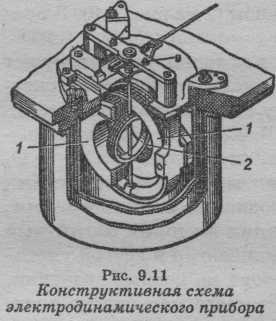 1
1
2
Рис. 9.11
Конструктивная схема
электродинамического прибора